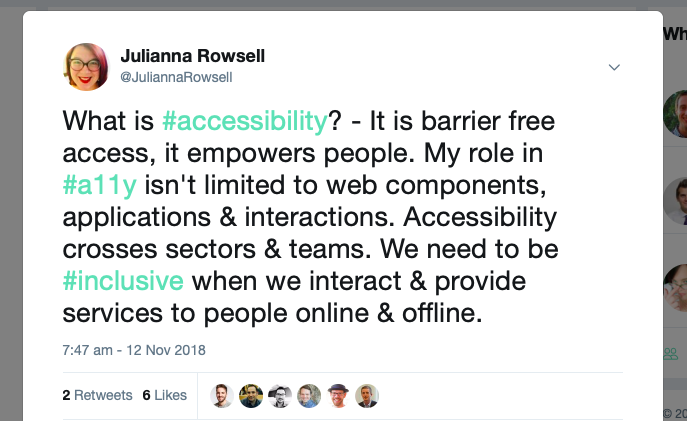 Julianna Rowsell
@JuliannaRowsell
What is #accessibility? - It is barrier free
access, it empowers people. My role in
#a11y isn't limited to web components,
applications & interactions. Accessibility
crosses sectors & teams. We need to be
#inclusive when we interact & provide
services to people online & offline.
7:47 am - 12 Nov 2018
2 Retweets 6 Likes
Wh
© 20